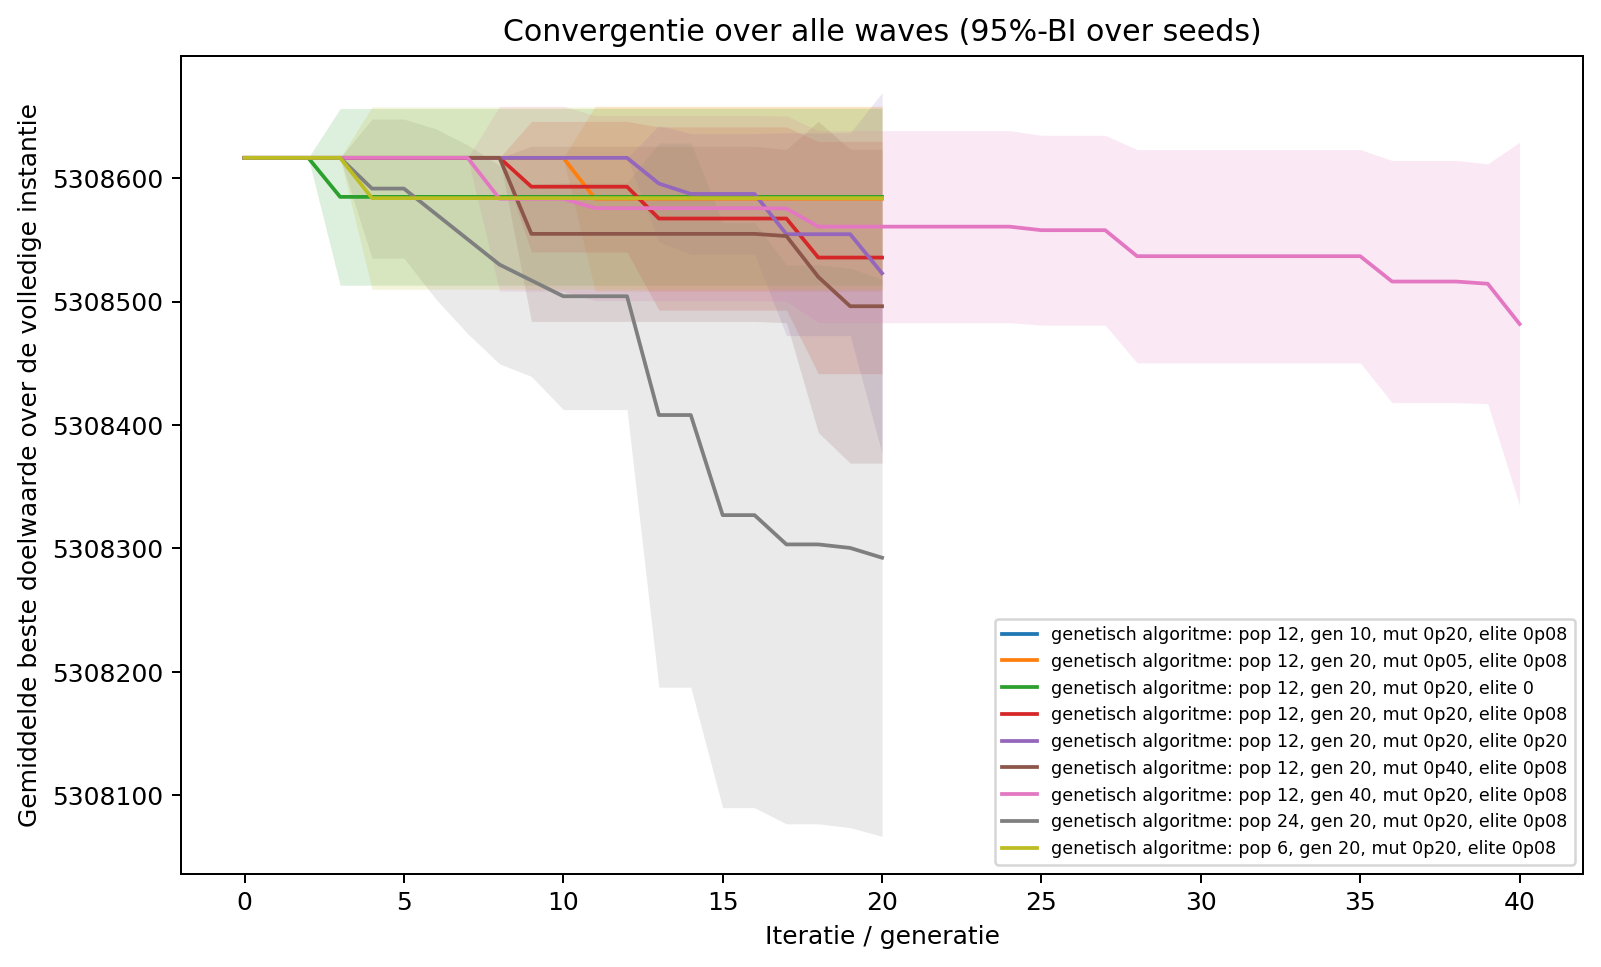 Convergentie over alle waves (95%-BI over seeds)
Gemiddelde beste doelwaarde over de volledige instantie
5308600
5308500
5308400
5308300
5308200
5308100
genetisch algoritme: pop 12, gen 10, mut 0p20, elite 0p08
genetisch algoritme: pop 12, gen 20, mut 0p05, elite 0p08
genetisch algoritme: pop 12, gen 20, mut 0p20, elite 0
genetisch algoritme: pop 12, gen 20, mut 0p20, elite 0p08
genetisch algoritme: pop 12, gen 20, mut 0p20, elite 0p20
genetisch algoritme: pop 12, gen 20, mut 0p40, elite 0p08
genetisch algoritme: pop 12, gen 40, mut 0p20, elite 0p08
genetisch algoritme: pop 24, gen 20, mut 0p20, elite 0p08
genetisch algoritme: pop 6, gen 20, mut 0p20, elite 0p08
0 5 10 15 20 25 30 35 40
Iteratie / generatie